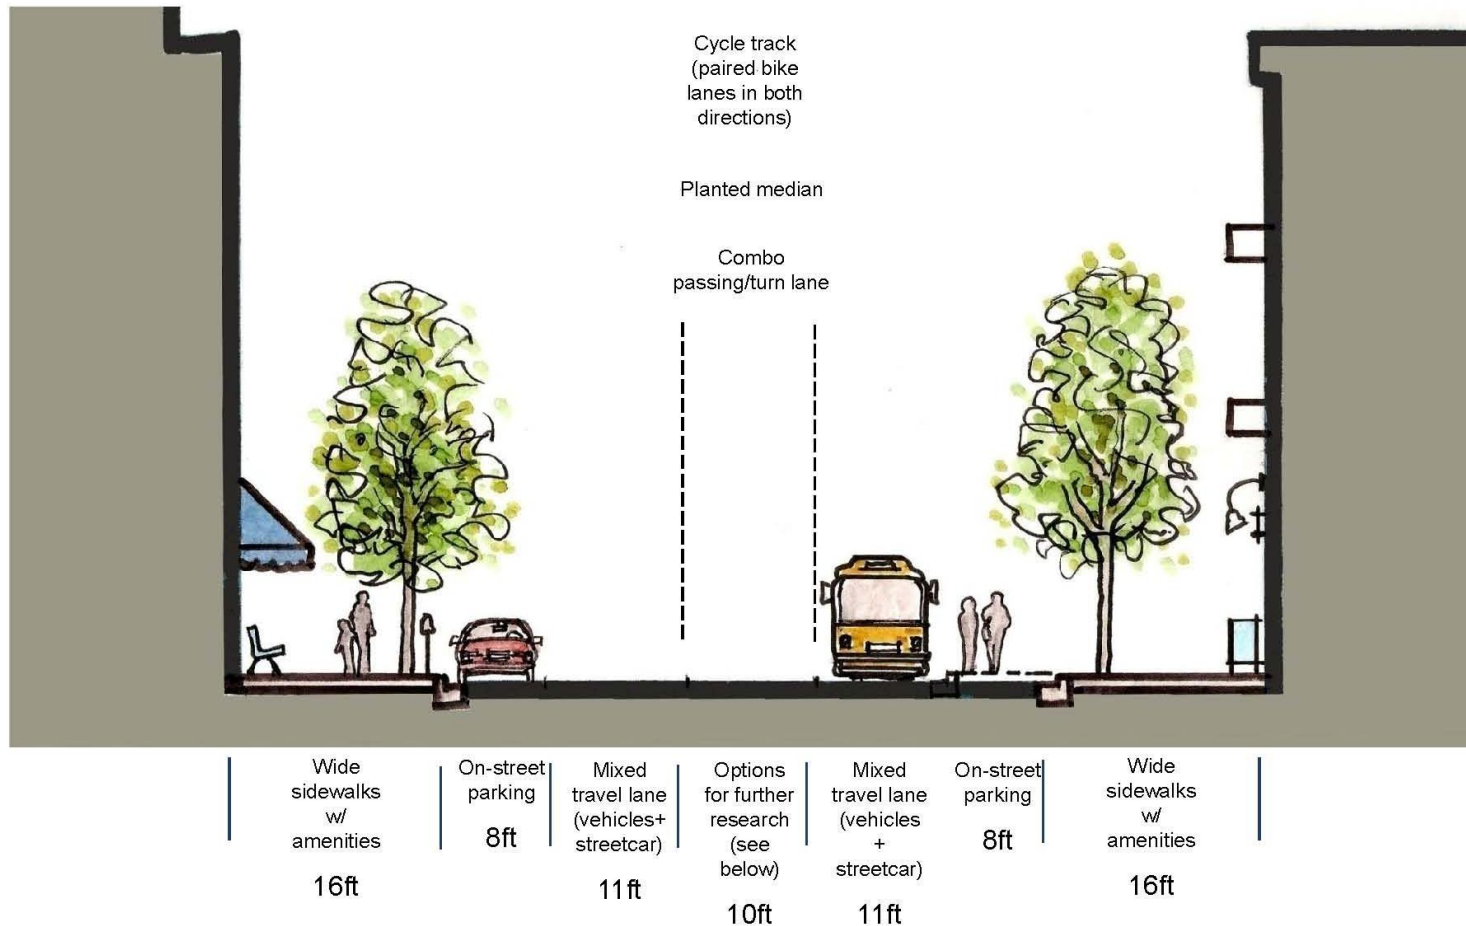 Cycle track
(paired bike
lanes in both
directions)
Planted median
Combo
passing/turn lane
Wide
sidewalks
w/
amenities
16ft
On-street
parking
8ft
Mixed
travel lane
(vehicles+
streetcar)
11ft
Options
for further
research
(see
below)
10ft
Mixed
travel lane
(vehicles
+
streetcar)
11ft
On-street
parking
8ft
Wide
sidewalks
w/
amenities
16ft